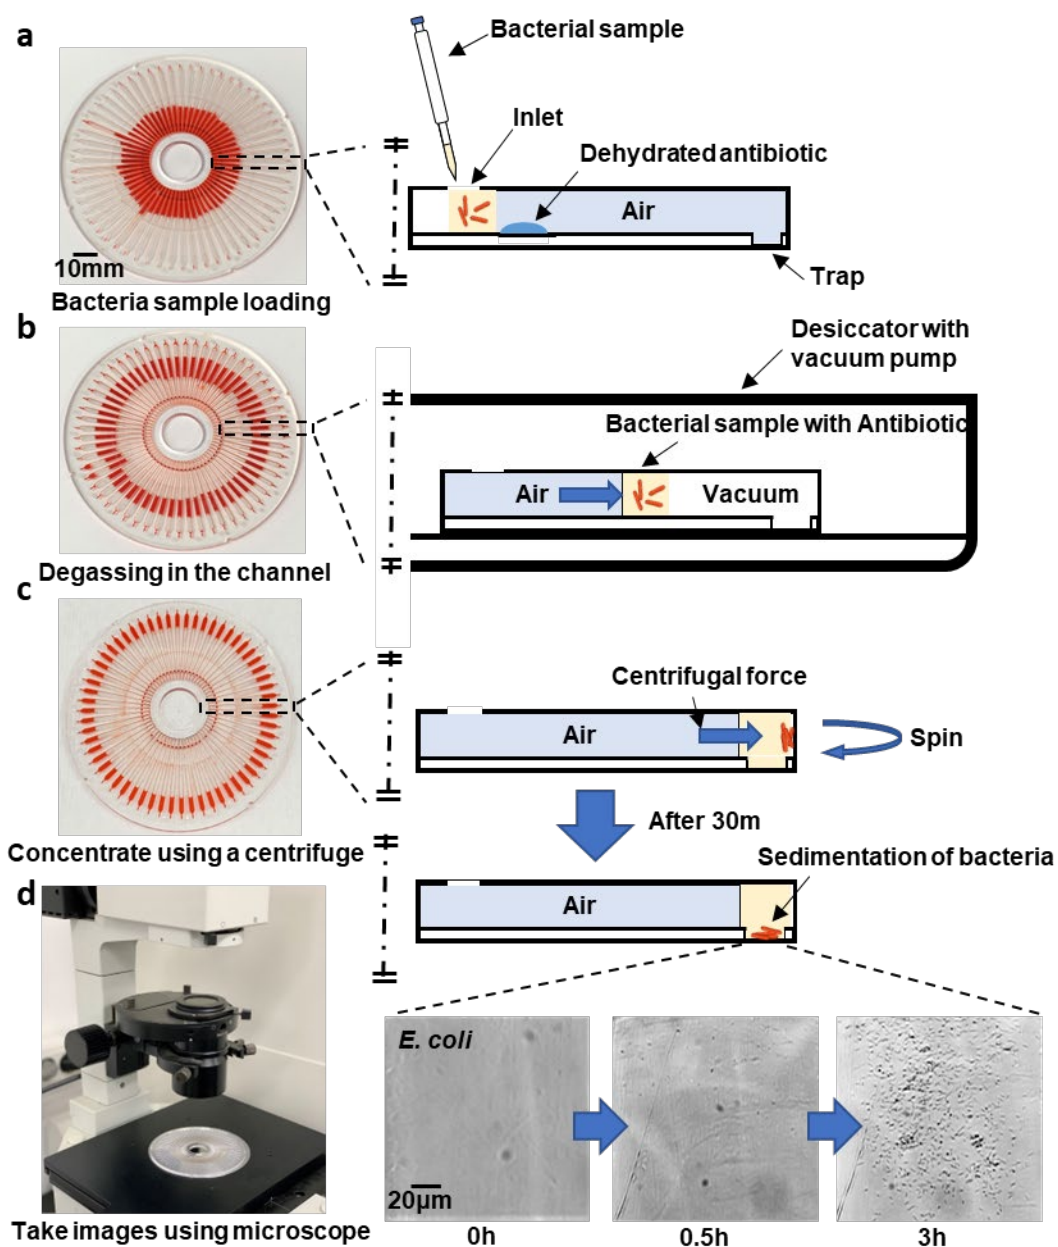 a
Bacterial sample
Inlet
Dehydrated antibiotic
Air
10mm
Trap
Bacteria sample loading
b
Desiccator with
vacuum pump
Bacterial sample with Antibiotic
Air
Vacuum
Degassing in the channel
c
Centrifugal force
Air
Spin
After 30m
Concentrate using a centrifuge
Sedimentation of bacteria
d
Air
E. coli
20μm
Take images using microscope
0h
0.5h
3h